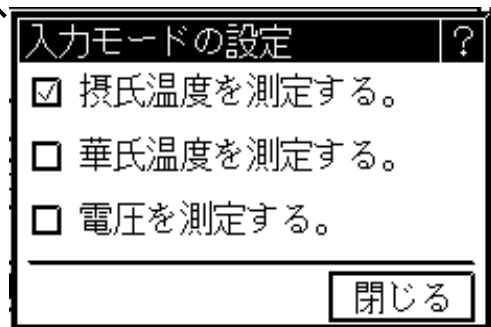 入力モードの設定 ?
摂氏温度を測定する。
華氏温度を測定する。
電圧を測定する。
閉じる